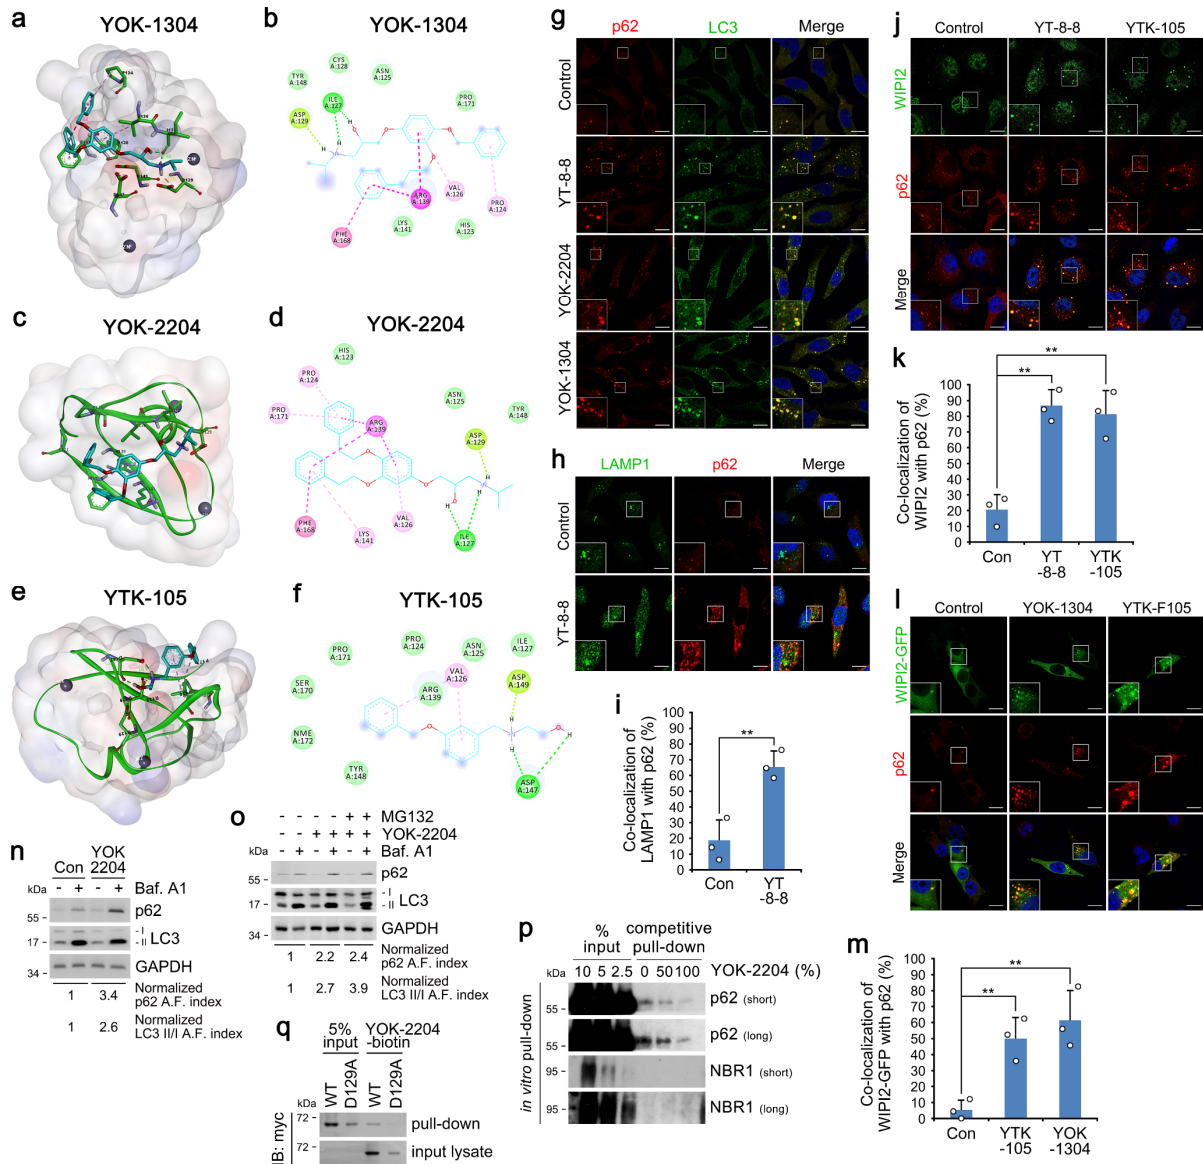 a
YOK-1304
b
YOK-1304
TYR
A:148
CYS
A:128
ASN
A:125
ILE
A:127
ASP
A:129
PRO
A:171
ARG
A:139
VAL
A:126
PRO
A:124
LYS
A:141
HIS
A:123
PHE
A:168
c
YOK-2204
d
YOK-2204
HIS
A:123
PRO
A:124
PRO
A:171
ARG
A:139
ASN
A:125
TYR
A:148
ASP
A:129
PHE
A:168
LYS
A:141
VAL
A:126
ILE
A:127
e
YTK-105
f
YTK-105
PRO
A:171
PRO
A:124
ASN
A:125
ILE
A:127
SER
A:170
ARG
A:139
VAL
A:126
ASP
A:149
NME
A:172
TYR
A:148
ASP
A:147
g
p62 LC3 Merge
Control
YT-8-8
YOK-2204
YOK-1304
h
LAMP1 p62 Merge
Control
YT-8-8
i
Co-localization of
LAMP1 with p62 (%)
100
90
80
70
60
50
40
30
20
10
0
**
Con
YT
-8-8
j
Control YT-8-8 YTK-105
WIPI2
p62
Merge
k
Co-localization of
WIPI2 with p62 (%)
100
90
80
70
60
50
40
30
20
10
0
**
**
Con
YT
-8-8
YTK
-105
l
Control YOK-1304 YTK-F105
WIPI2-GFP
p62
Merge
m
Co-localization of
WIPI2-GFP with p62 (%)
100
90
80
70
60
50
40
30
20
10
0
**
**
Con
YTK
-105
YOK
-1304
n
Con YOK
2204
kDa - + - + Baf. A1
55 - p62
17 - - I
- II LC3
34 - GAPDH
1 3.4 Normalized
p62 A.F. index
1 2.6 Normalized
LC3 II/I A.F. index
o
- - - - + + MG132
- - + + + + YOK-2204
kDa - + - + - + Baf. A1
55 - p62
17 - - I
- II LC3
34 - GAPDH
1 2.2 2.4 Normalized
p62 A.F. index
1 2.7 3.9 Normalized
LC3 II/I A.F. index
p
% input competitive pull-down
kDa 10 5 2.5 0 50 100 YOK-2204 (%)
in vitro pull-down
55 - p62 (short)
55 - p62 (long)
95 - NBR1 (short)
95 - NBR1 (long)
q
5% input YOK-2204 -biotin
kDa WT D129A WT D129A
IB: myc
72 - pull-down
72 - input lysate